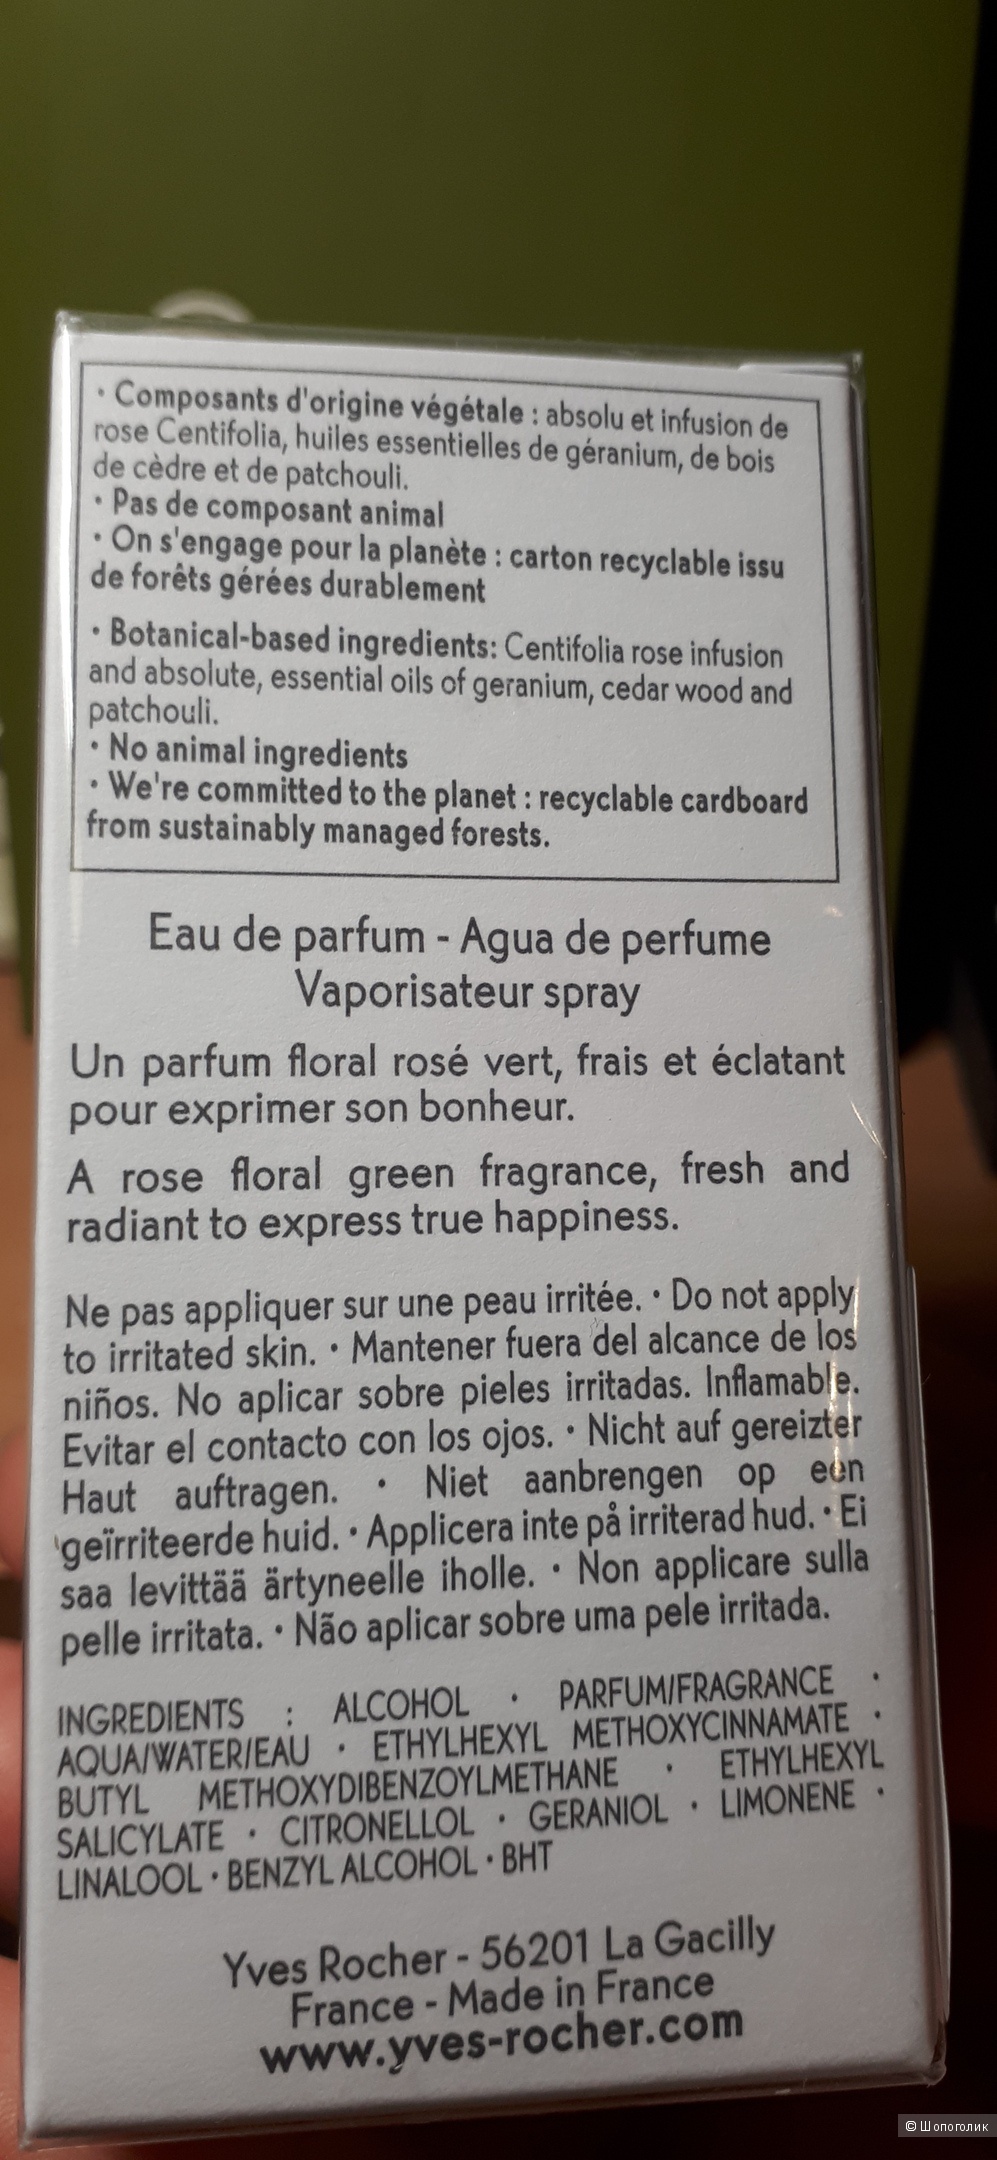 · Composants d'origine végétale : absolu et infusion de
rose Centifolia, huiles essentielles de géranium, de bois
de cèdre et de patchouli.
· Pas de composant animal
· On s'engage pour la planète : carton recyclable issu
de forêts gérées durablement
· Botanical-based ingredients: Centifolia rose infusion
and absolute, essential oils of geranium, cedar wood and
patchouli.
· No animal ingredients
· We're committed to the planet : recyclable cardboard
from sustainably managed forests.
Eau de parfum - Agua de perfume
Vaporisateur spray
Un parfum floral rosé vert, frais et éclatant
pour exprimer son bonheur.
A rose floral green fragrance, fresh and
radiant to express true happiness.
Ne pas appliquer sur une peau irritée. · Do not apply
to irritated skin. · Mantener fuera del alcance de los
niños. No aplicar sobre pieles irritadas. Inflamable.
Evitar el contacto con los ojos. · Nicht auf gereizter
Haut auftragen. · Niet aanbrengen op een
geïrriteerde huid. · Applicera inte på irriterad hud. · Ei
saa levittää ärtyneelle iholle. · Non applicare sulla
pelle irritata. · Não aplicar sobre uma pele irritada.
INGREDIENTS : ALCOHOL · PARFUM/FRAGRANCE ·
AQUA/WATER/EAU · ETHYLHEXYL METHOXYCINNAMATE ·
BUTYL METHOXYDIBENZOYLMETHANE · ETHYLHEXYL
SALICYLATE · CITRONELLOL · GERANIOL · LIMONENE ·
LINALOOL · BENZYL ALCOHOL · BHT
Yves Rocher - 56201 La Gacilly
France - Made in France
www.yves-rocher.com
© Шопоголик